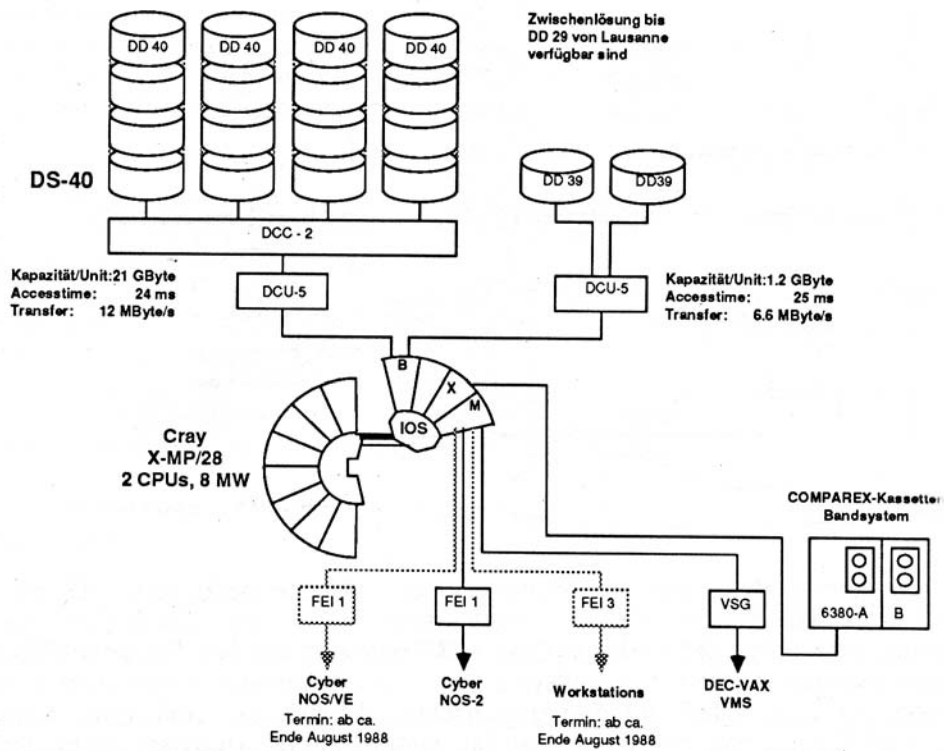 Zwischenlösung bis
DD 29 von Lausanne
verfügbar sind
DD 40
DD 40
DD 40
DD 40
DS-40
DD 39
DD39
DCC - 2
Kapazität/Unit:21 GByte
Accesstime: 24 ms
Transfer: 12 MByte/s
DCU-5
DCU-5
Kapazität/Unit:1.2 GByte
Accesstime: 25 ms
Transfer: 6.6 MByte/s
B
X
M
IOS
Cray
X-MP/28
2 CPUs, 8 MW
COMPAREX-Kassetten
Bandsystem
6380-A
B
FEI 1
FEI 1
FEI 3
VSG
Cyber
NOS/VE
Termin: ab ca.
Ende August 1988
Cyber
NOS-2
Workstations
Termin: ab ca.
Ende August 1988
DEC-VAX
VMS